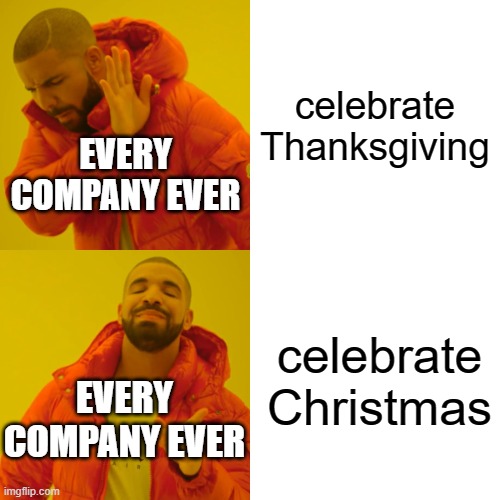 celebrate
Thanksgiving
EVERY
COMPANY EVER
celebrate
Christmas
EVERY
COMPANY EVER
imgflip.com